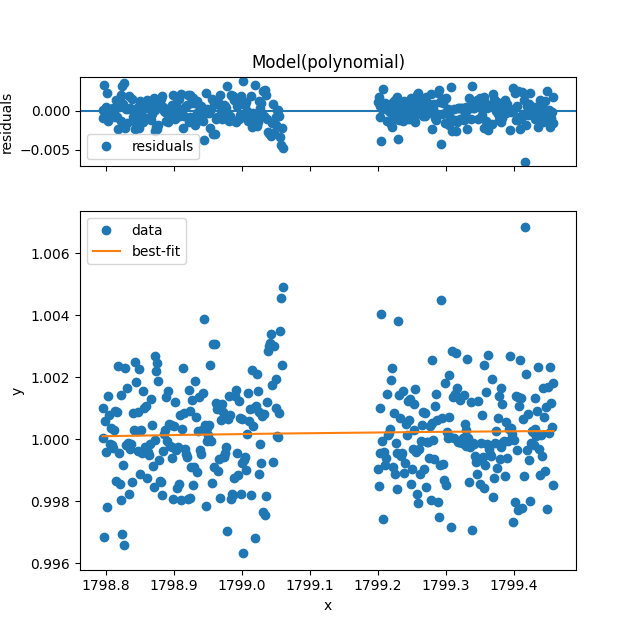 Model(polynomial)
residuals
0.000
−0.005
residuals
data
best-fit
y
1.006
1.004
1.002
1.000
0.998
0.996
1798.8 1798.9 1799.0 1799.1 1799.2 1799.3 1799.4
x